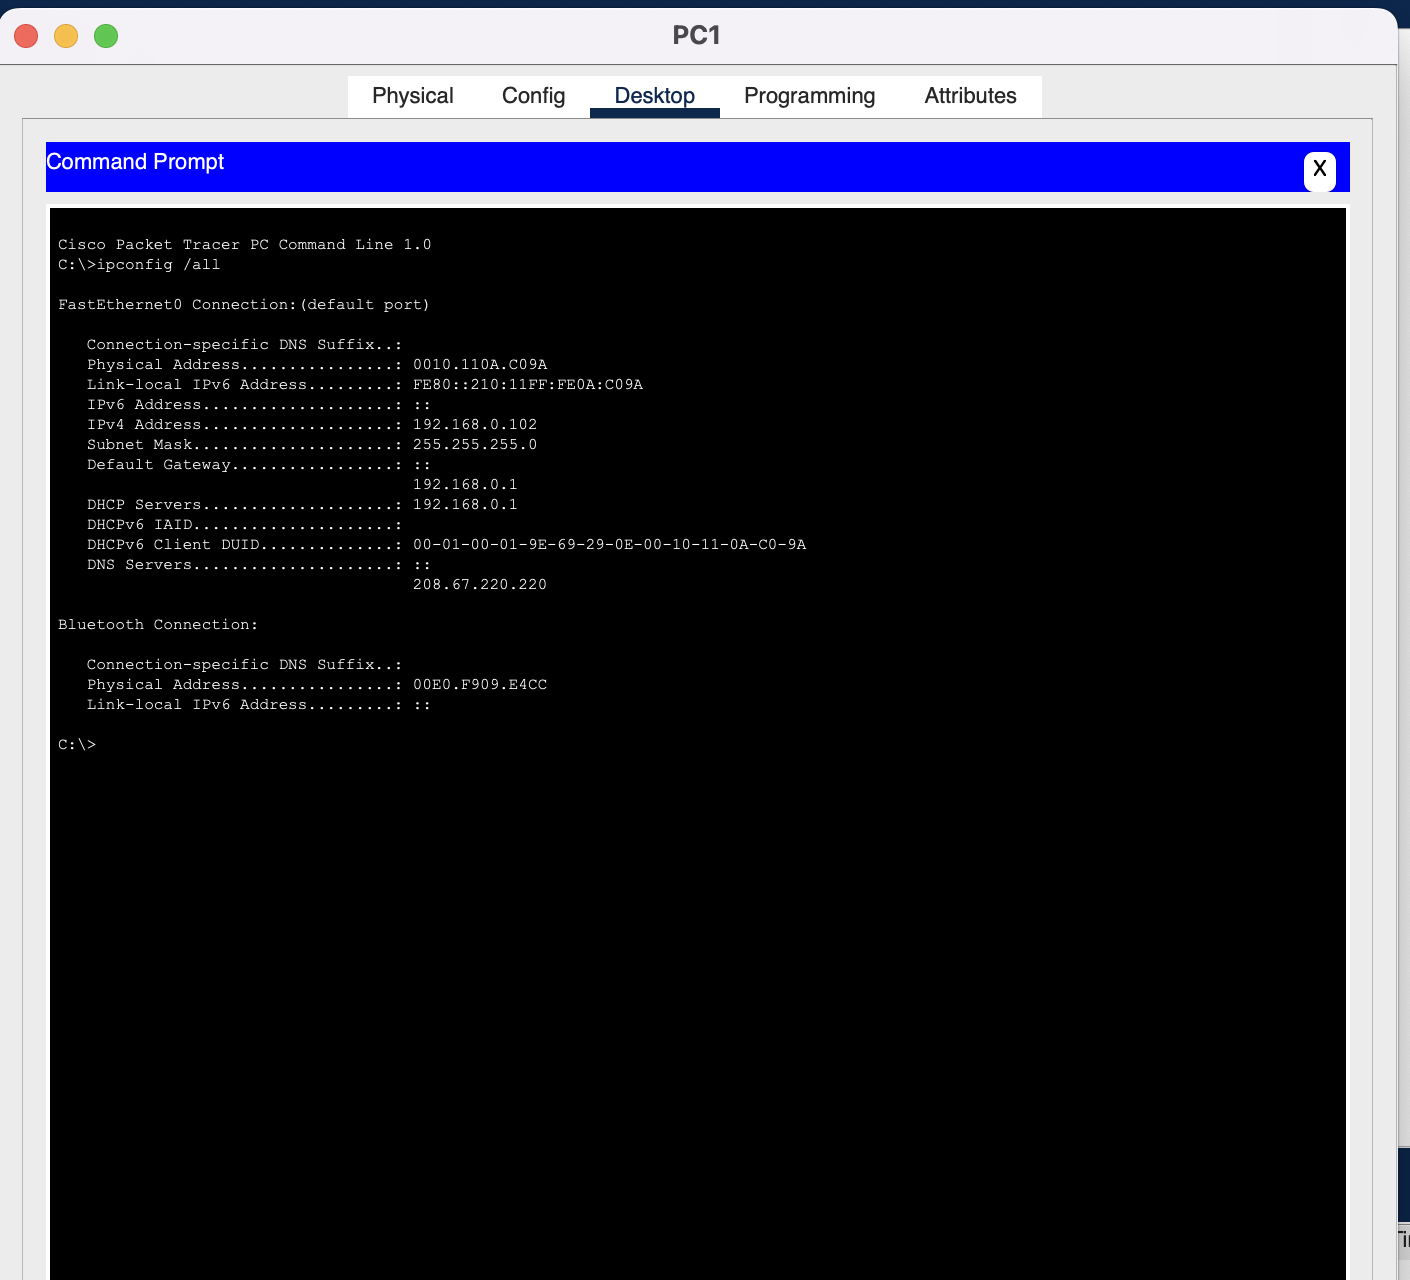 PC1
Physical Config Desktop Programming Attributes
Command Prompt X
Cisco Packet Tracer PC Command Line 1.0
C:\>ipconfig /all
FastEthernet0 Connection:(default port)
Connection-specific DNS Suffix..:
Physical Address................: 0010.110A.C09A
Link-local IPv6 Address.........: FE80::210:11FF:FE0A:C09A
IPv6 Address....................: ::
IPv4 Address....................: 192.168.0.102
Subnet Mask.....................: 255.255.255.0
Default Gateway.................: ::
192.168.0.1
DHCP Servers....................: 192.168.0.1
DHCPv6 IAID.....................:
DHCPv6 Client DUID..............: 00-01-00-01-9E-69-29-0E-00-10-11-0A-C0-9A
DNS Servers.....................: ::
208.67.220.220
Bluetooth Connection:
Connection-specific DNS Suffix..:
Physical Address................: 00E0.F909.E4CC
Link-local IPv6 Address.........: ::
C:\>